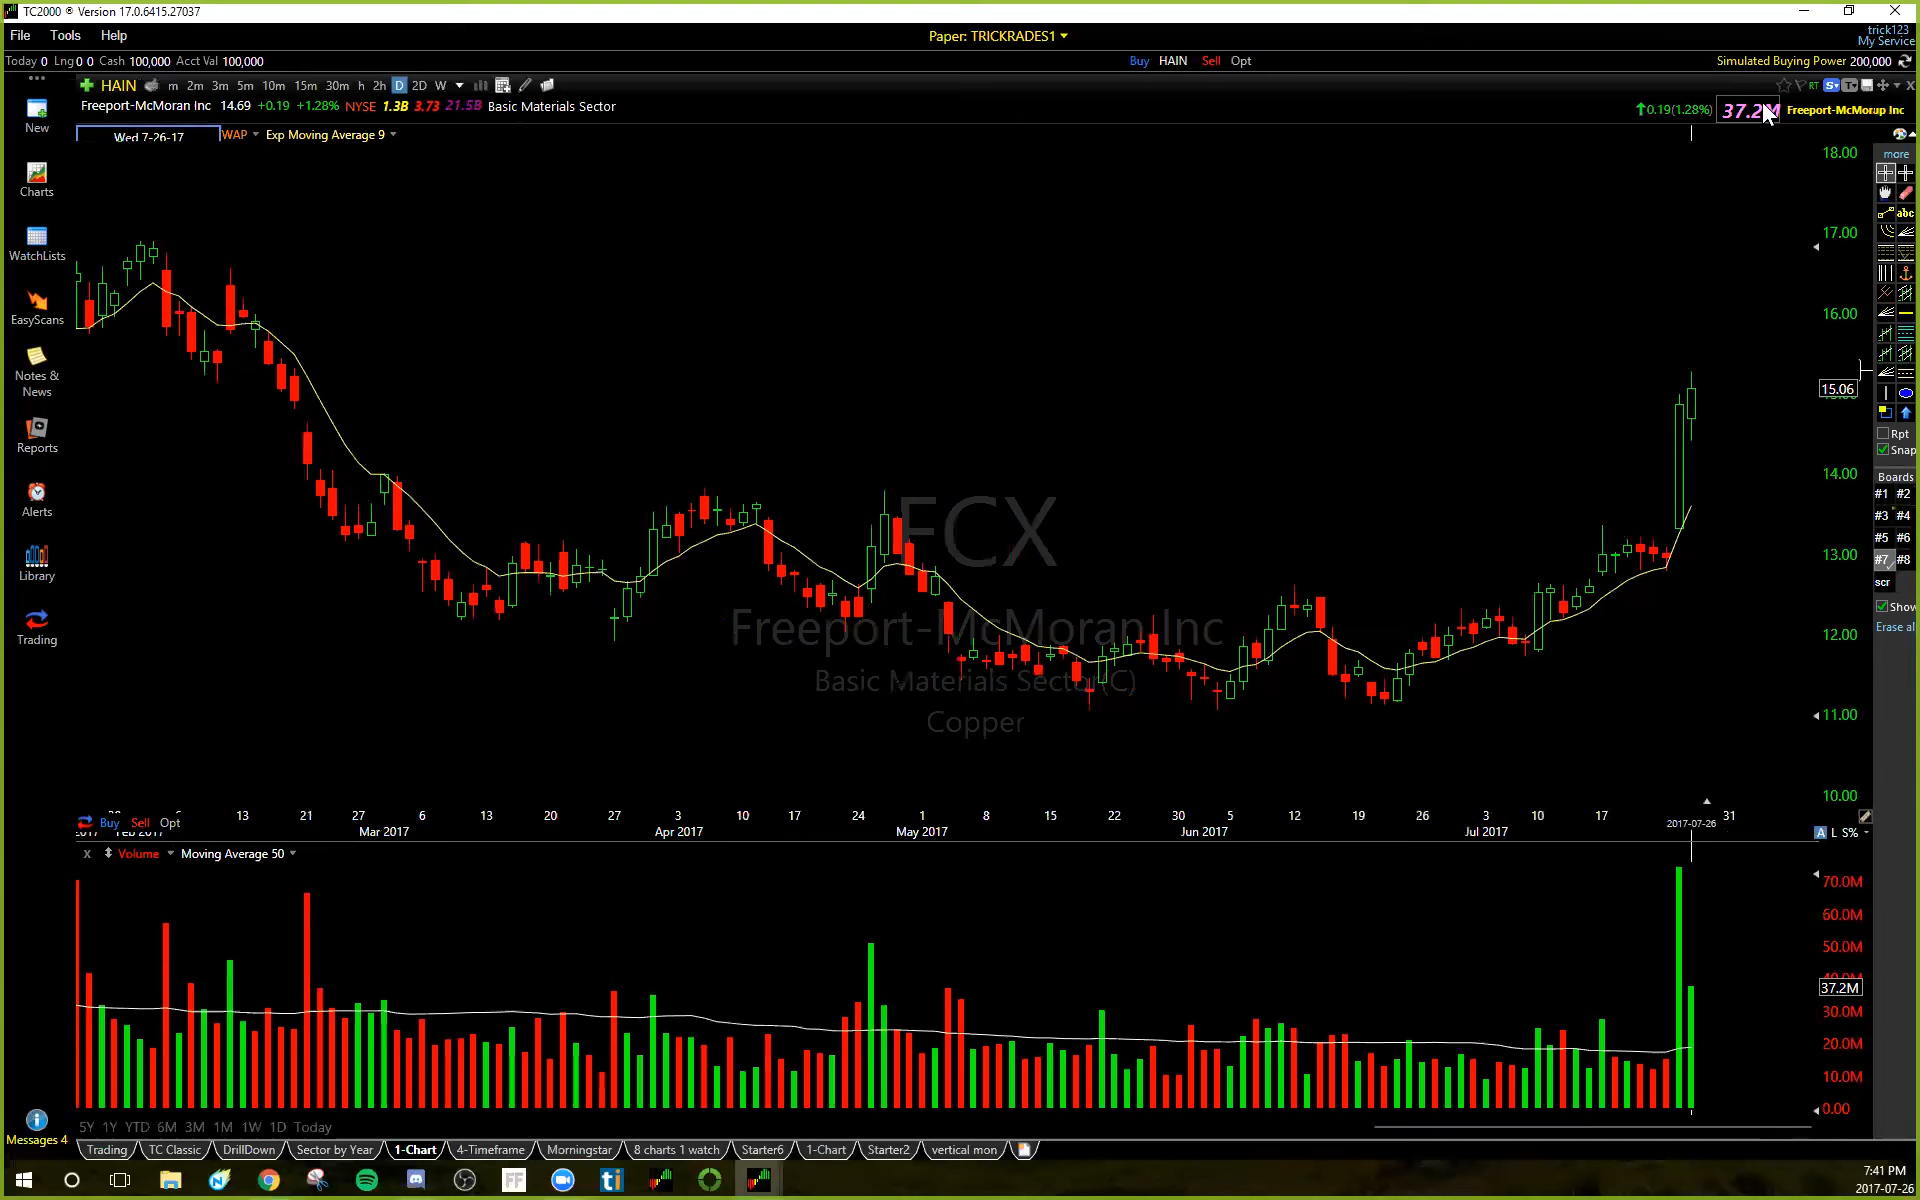 TC2000 ® Version 17.0.6415.27037
File Tools Help
Paper: TRICKRADES1
trick123
My Service
Today 0 Lng 0 0 Cash 100,000 Acct Val 100,000
Buy HAIN Sell Opt
Simulated Buying Power 200,000
HAIN m 2m 3m 5m 10m 15m 30m h 2h D 2D W
RT
Freeport-McMoran Inc 14.69 +0.19 +1.28% NYSE 1.3B 3.73 21.5B Basic Materials Sector
0.19(1.28%) 37.2M Freeport-McMoran Inc
Wed 7-26-17 WAP Exp Moving Average 9
New
Charts
WatchLists
EasyScans
Notes &
News
Reports
Alerts
Library
Trading
18.00
17.00
16.00
15.06
14.00
13.00
12.00
11.00
10.00
FCX
Freeport-McMoran Inc
Basic Materials Sector(C)
Copper
more
abc
Rpt
Snap
Boards
#1 #2
#3 #4
#5 #6
#7 #8
scr
Show
Erase al
13 21 27 6 13 20 27 3 10 17 24 1 8 15 22 30 5 12 19 26 3 10 17 31
Buy Sell Opt
Feb 2017 Mar 2017 Apr 2017 May 2017 Jun 2017 Jul 2017
2017-07-26
A L S%
X Volume Moving Average 50
70.0M
60.0M
50.0M
40.0M
37.2M
30.0M
20.0M
10.0M
0.00
5Y 1Y YTD 6M 3M 1M 1W 1D Today
Messages 4
Trading TC Classic DrillDown Sector by Year 1-Chart 4-Timeframe Morningstar 8 charts 1 watch Starter6 1-Chart Starter2 vertical mon
FF
ti
7:41 PM
2017-07-26